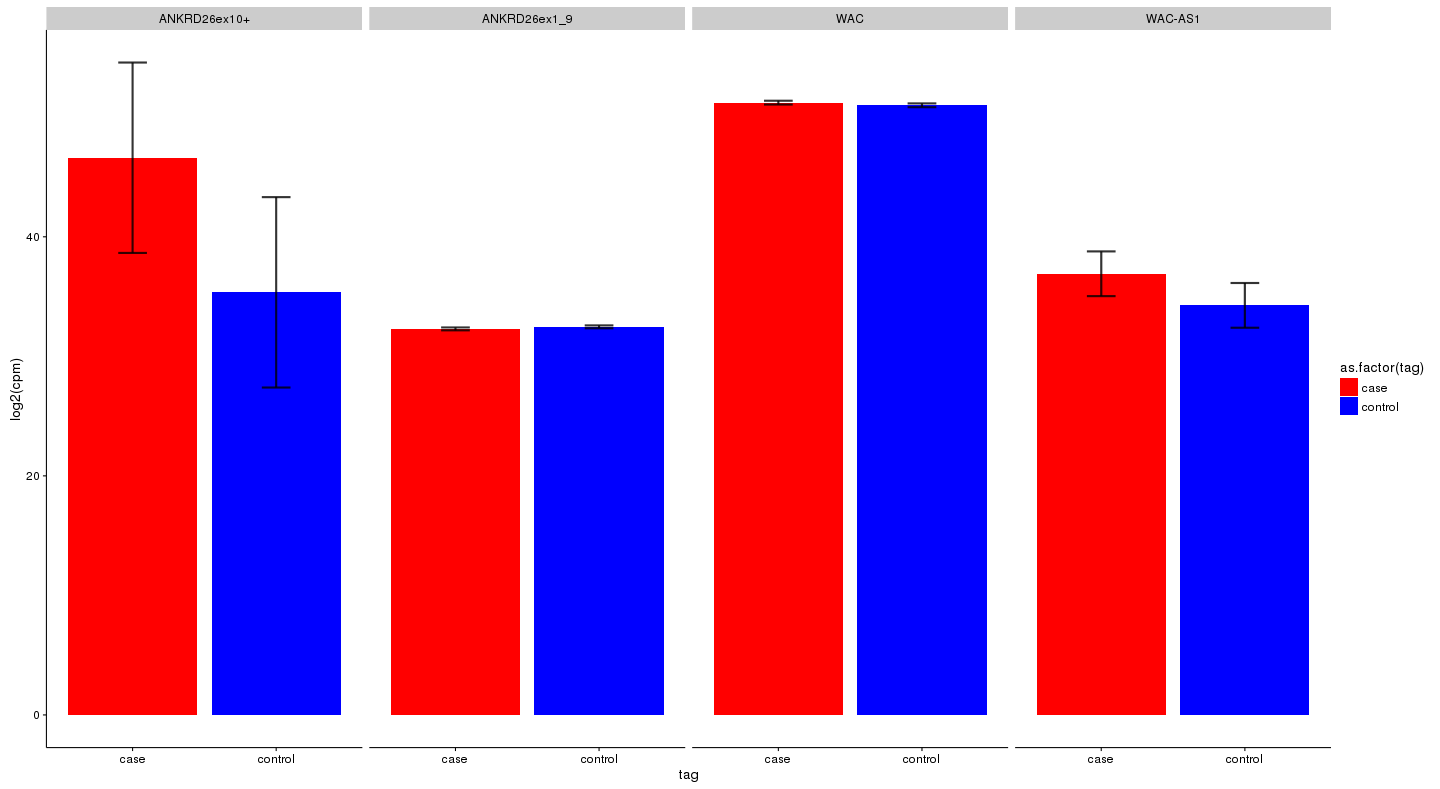 ANKRD26ex10+ ANKRD26ex1_9 WAC WAC-AS1
log2(cpm)
40
20
0
case control case control case control case control
tag
as.factor(tag)
case
control